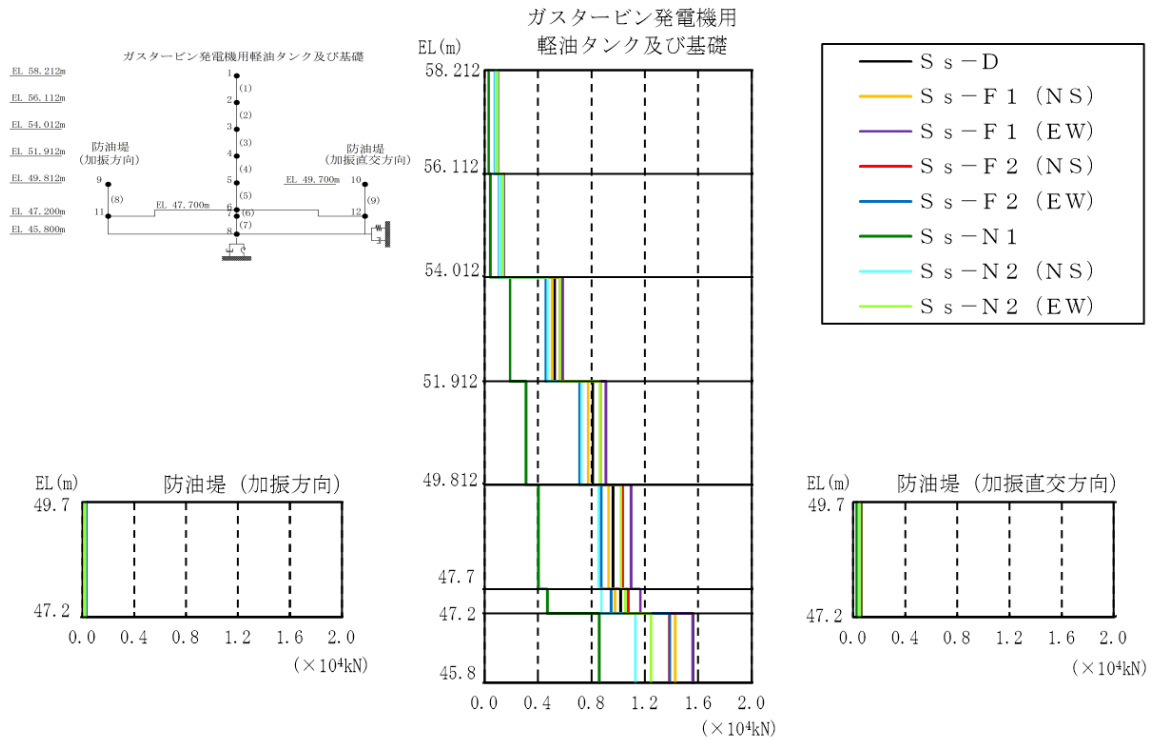 ガスタービン発電機用軽油タンク及び基礎
EL 58.212m
EL 56.112m
EL 54.012m
EL 51.912m
EL 49.812m
EL 47.200m
EL 45.800m
防油堤
(加振方向)
防油堤
(加振直交方向)
EL 49.700m
EL 47.700m
1
2
3
4
5
6
7
8
9
10
11
12
(1)
(2)
(3)
(4)
(5)
(6)
(7)
(8)
(9)
ガスタービン発電機用
軽油タンク及び基礎
EL(m)
58.212
56.112
54.012
51.912
49.812
47.7
47.2
45.8
0.0 0.4 0.8 1.2 1.6 2.0
(×10⁴kN)
Ss-D
Ss-F1 (NS)
Ss-F1 (EW)
Ss-F2 (NS)
Ss-F2 (EW)
Ss-N1
Ss-N2 (NS)
Ss-N2 (EW)
EL(m)
防油堤 (加振方向)
49.7
47.2
0.0 0.4 0.8 1.2 1.6 2.0
(×10⁴kN)
EL(m)
防油堤 (加振直交方向)
49.7
47.2
0.0 0.4 0.8 1.2 1.6 2.0
(×10⁴kN)